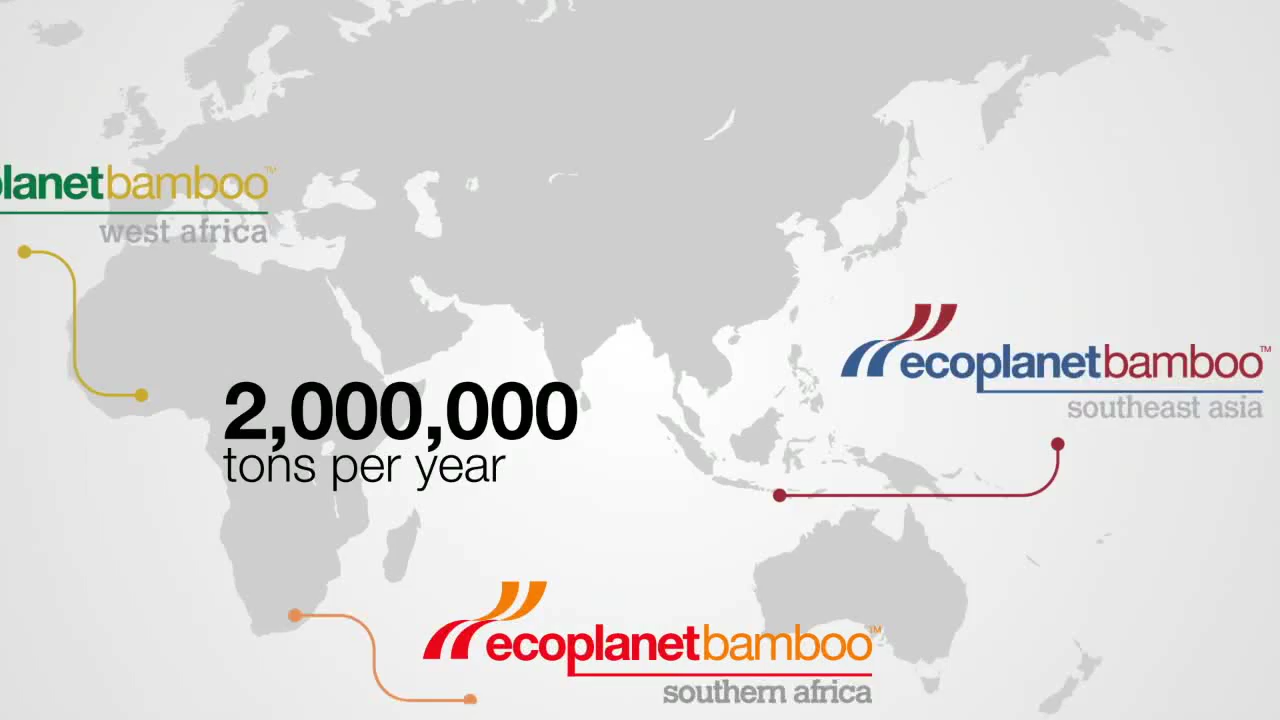 planetbamboo™
west africa
ecoplanetbamboo™
southeast asia
2,000,000
tons per year
ecoplanetbamboo™
southern africa